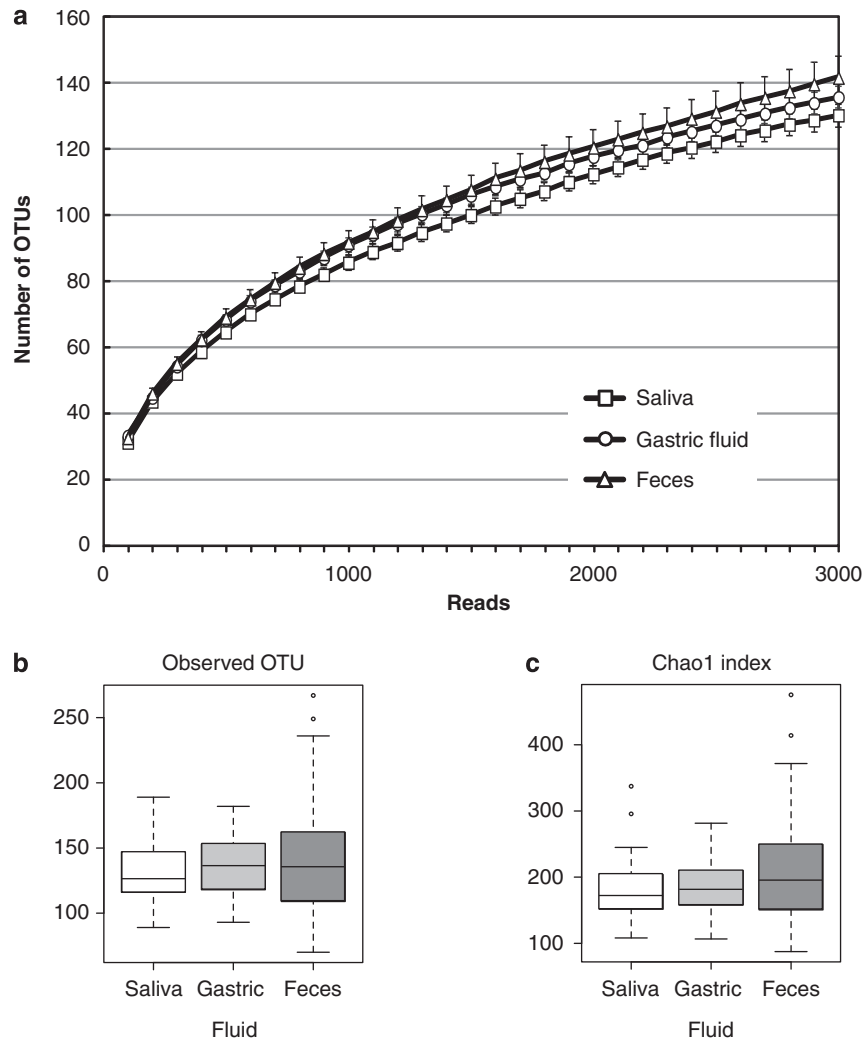 a
160
140
120
100
80
60
40
20
0
Number of OTUs
Saliva
Gastric fluid
Feces
0 1000 2000 3000
Reads
b
Observed OTU
250
200
150
100
Saliva Gastric Feces
Fluid
c
Chao1 index
400
300
200
100
Saliva Gastric Feces
Fluid